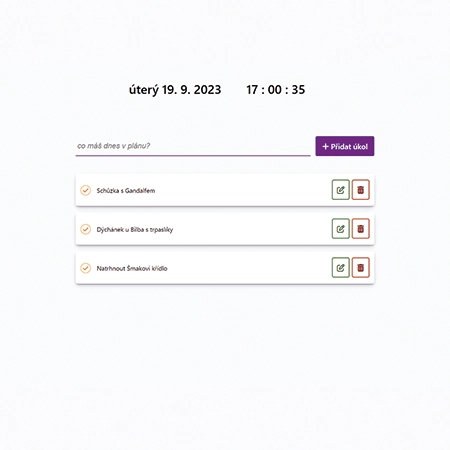 úterý 19. 9. 2023 17 : 00 : 35
co máš dnes v plánu? + Přidat úkol
Schůzka s Gandalfem
Dýchánek u Bilba s trpaslíky
Natrhnout Šmakovi křídlo